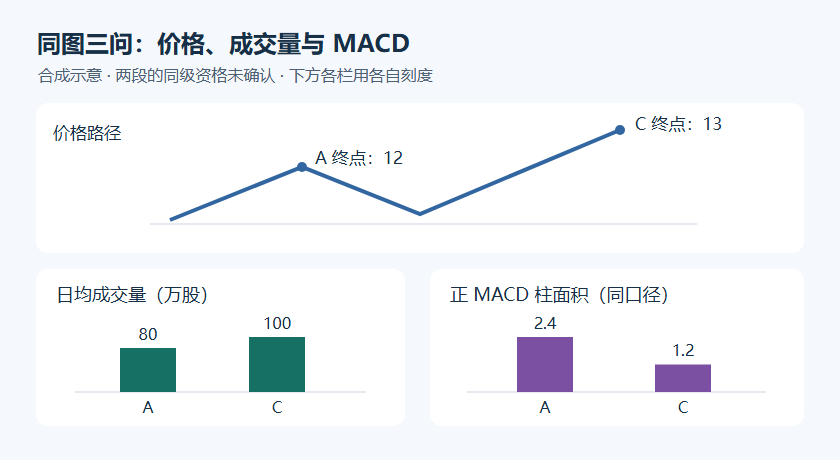 同图三问：价格、成交量与 MACD
合成示意 · 两段的同级资格未确认 · 下方各栏用各自刻度
价格路径
A 终点：12
C 终点：13
日均成交量（万股）
80
100
A
C
正 MACD 柱面积（同口径）
2.4
1.2
A
C